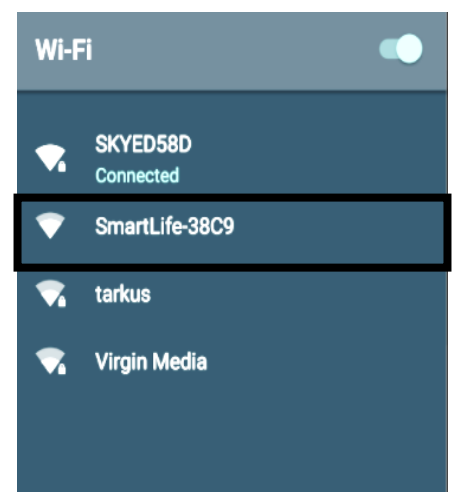 Wi-Fi
SKYED58D
Connected
SmartLife-38C9
tarkus
Virgin Media